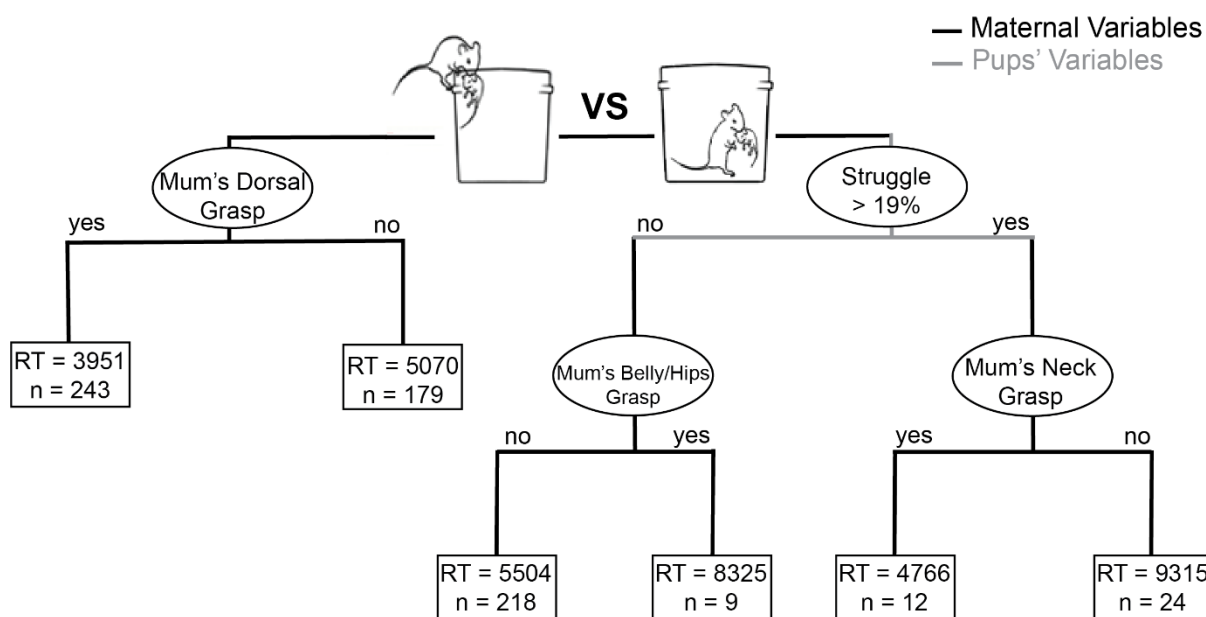 Maternal Variables
Pups' Variables
VS
Mum's Dorsal
Grasp
Struggle
> 19%
yes
no
no
yes
RT = 3951
n = 243
RT = 5070
n = 179
Mum's Belly/Hips
Grasp
Mum's Neck
Grasp
no
yes
yes
no
RT = 5504
n = 218
RT = 8325
n = 9
RT = 4766
n = 12
RT = 9315
n = 24